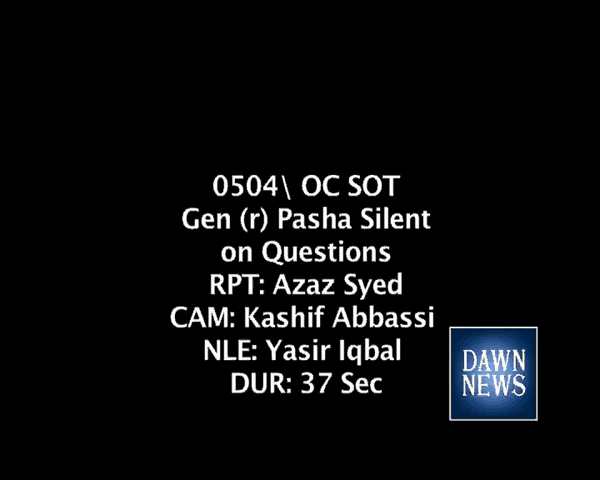 0504\ OC SOT
Gen (r) Pasha Silent
on Questions
RPT: Azaz Syed
CAM: Kashif Abbassi
NLE: Yasir Iqbal
DUR: 37 Sec
DAWN
NEWS